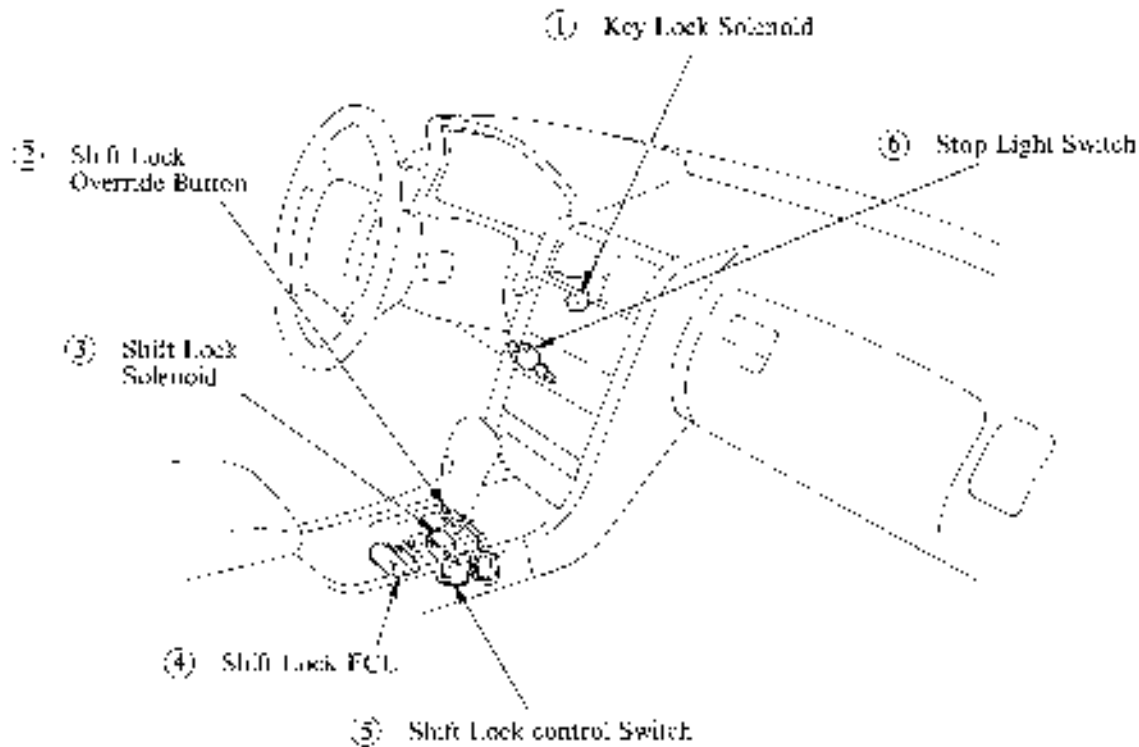 ① Key Lock Solenoid
② Shift Lock
Override Button
⑥ Stop Light Switch
③ Shift Lock
Solenoid
④ Shift Lock ECU
⑤ Shift Lock control Switch